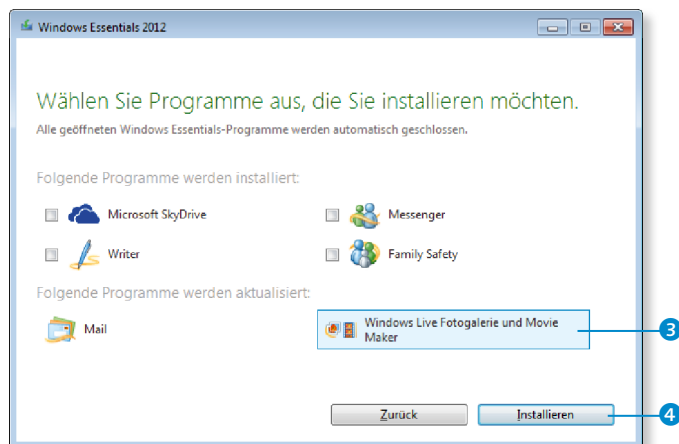 Windows Essentials 2012
Wählen Sie Programme aus, die Sie installieren möchten.
Alle geöffneten Windows Essentials-Programme werden automatisch geschlossen.
Folgende Programme werden installiert:
Microsoft SkyDrive
Messenger
Writer
Family Safety
Folgende Programme werden aktualisiert:
Mail
Windows Live Fotogalerie und Movie
Maker
3
Zurück
Installieren
4